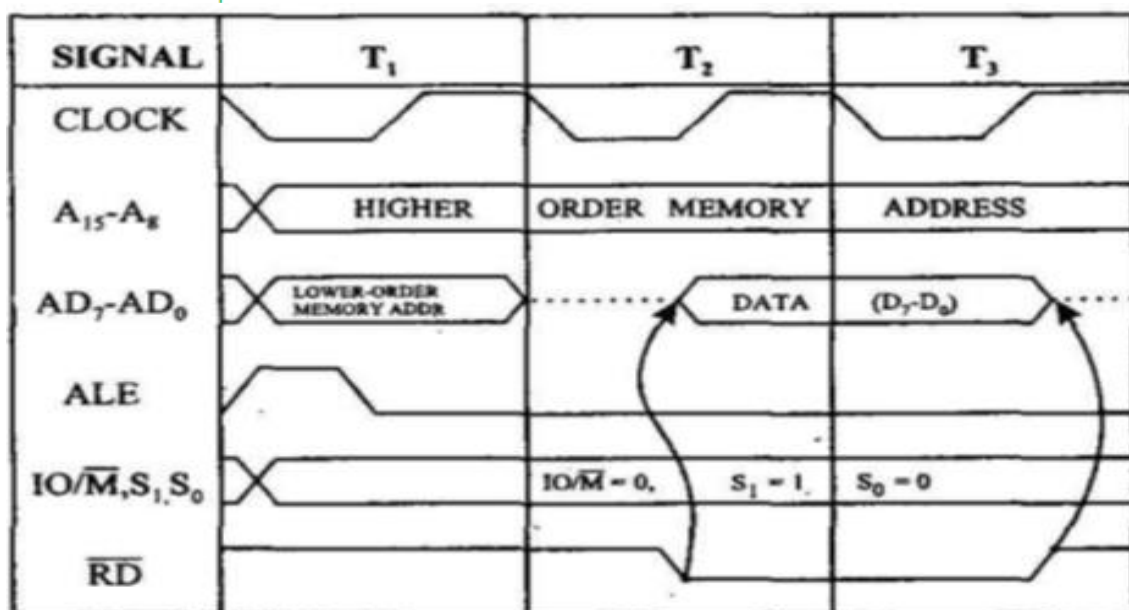 SIGNAL T₁ T₂ T₃
CLOCK
A₁₅-A₈ HIGHER ORDER MEMORY ADDRESS
AD₇-AD₀ LOWER-ORDER MEMORY ADDR DATA (D₇-D₀)
ALE
IO/M̅,S₁,S₀ IO/M̅ = 0, S₁ = 1 S₀ = 0
R̅D̅